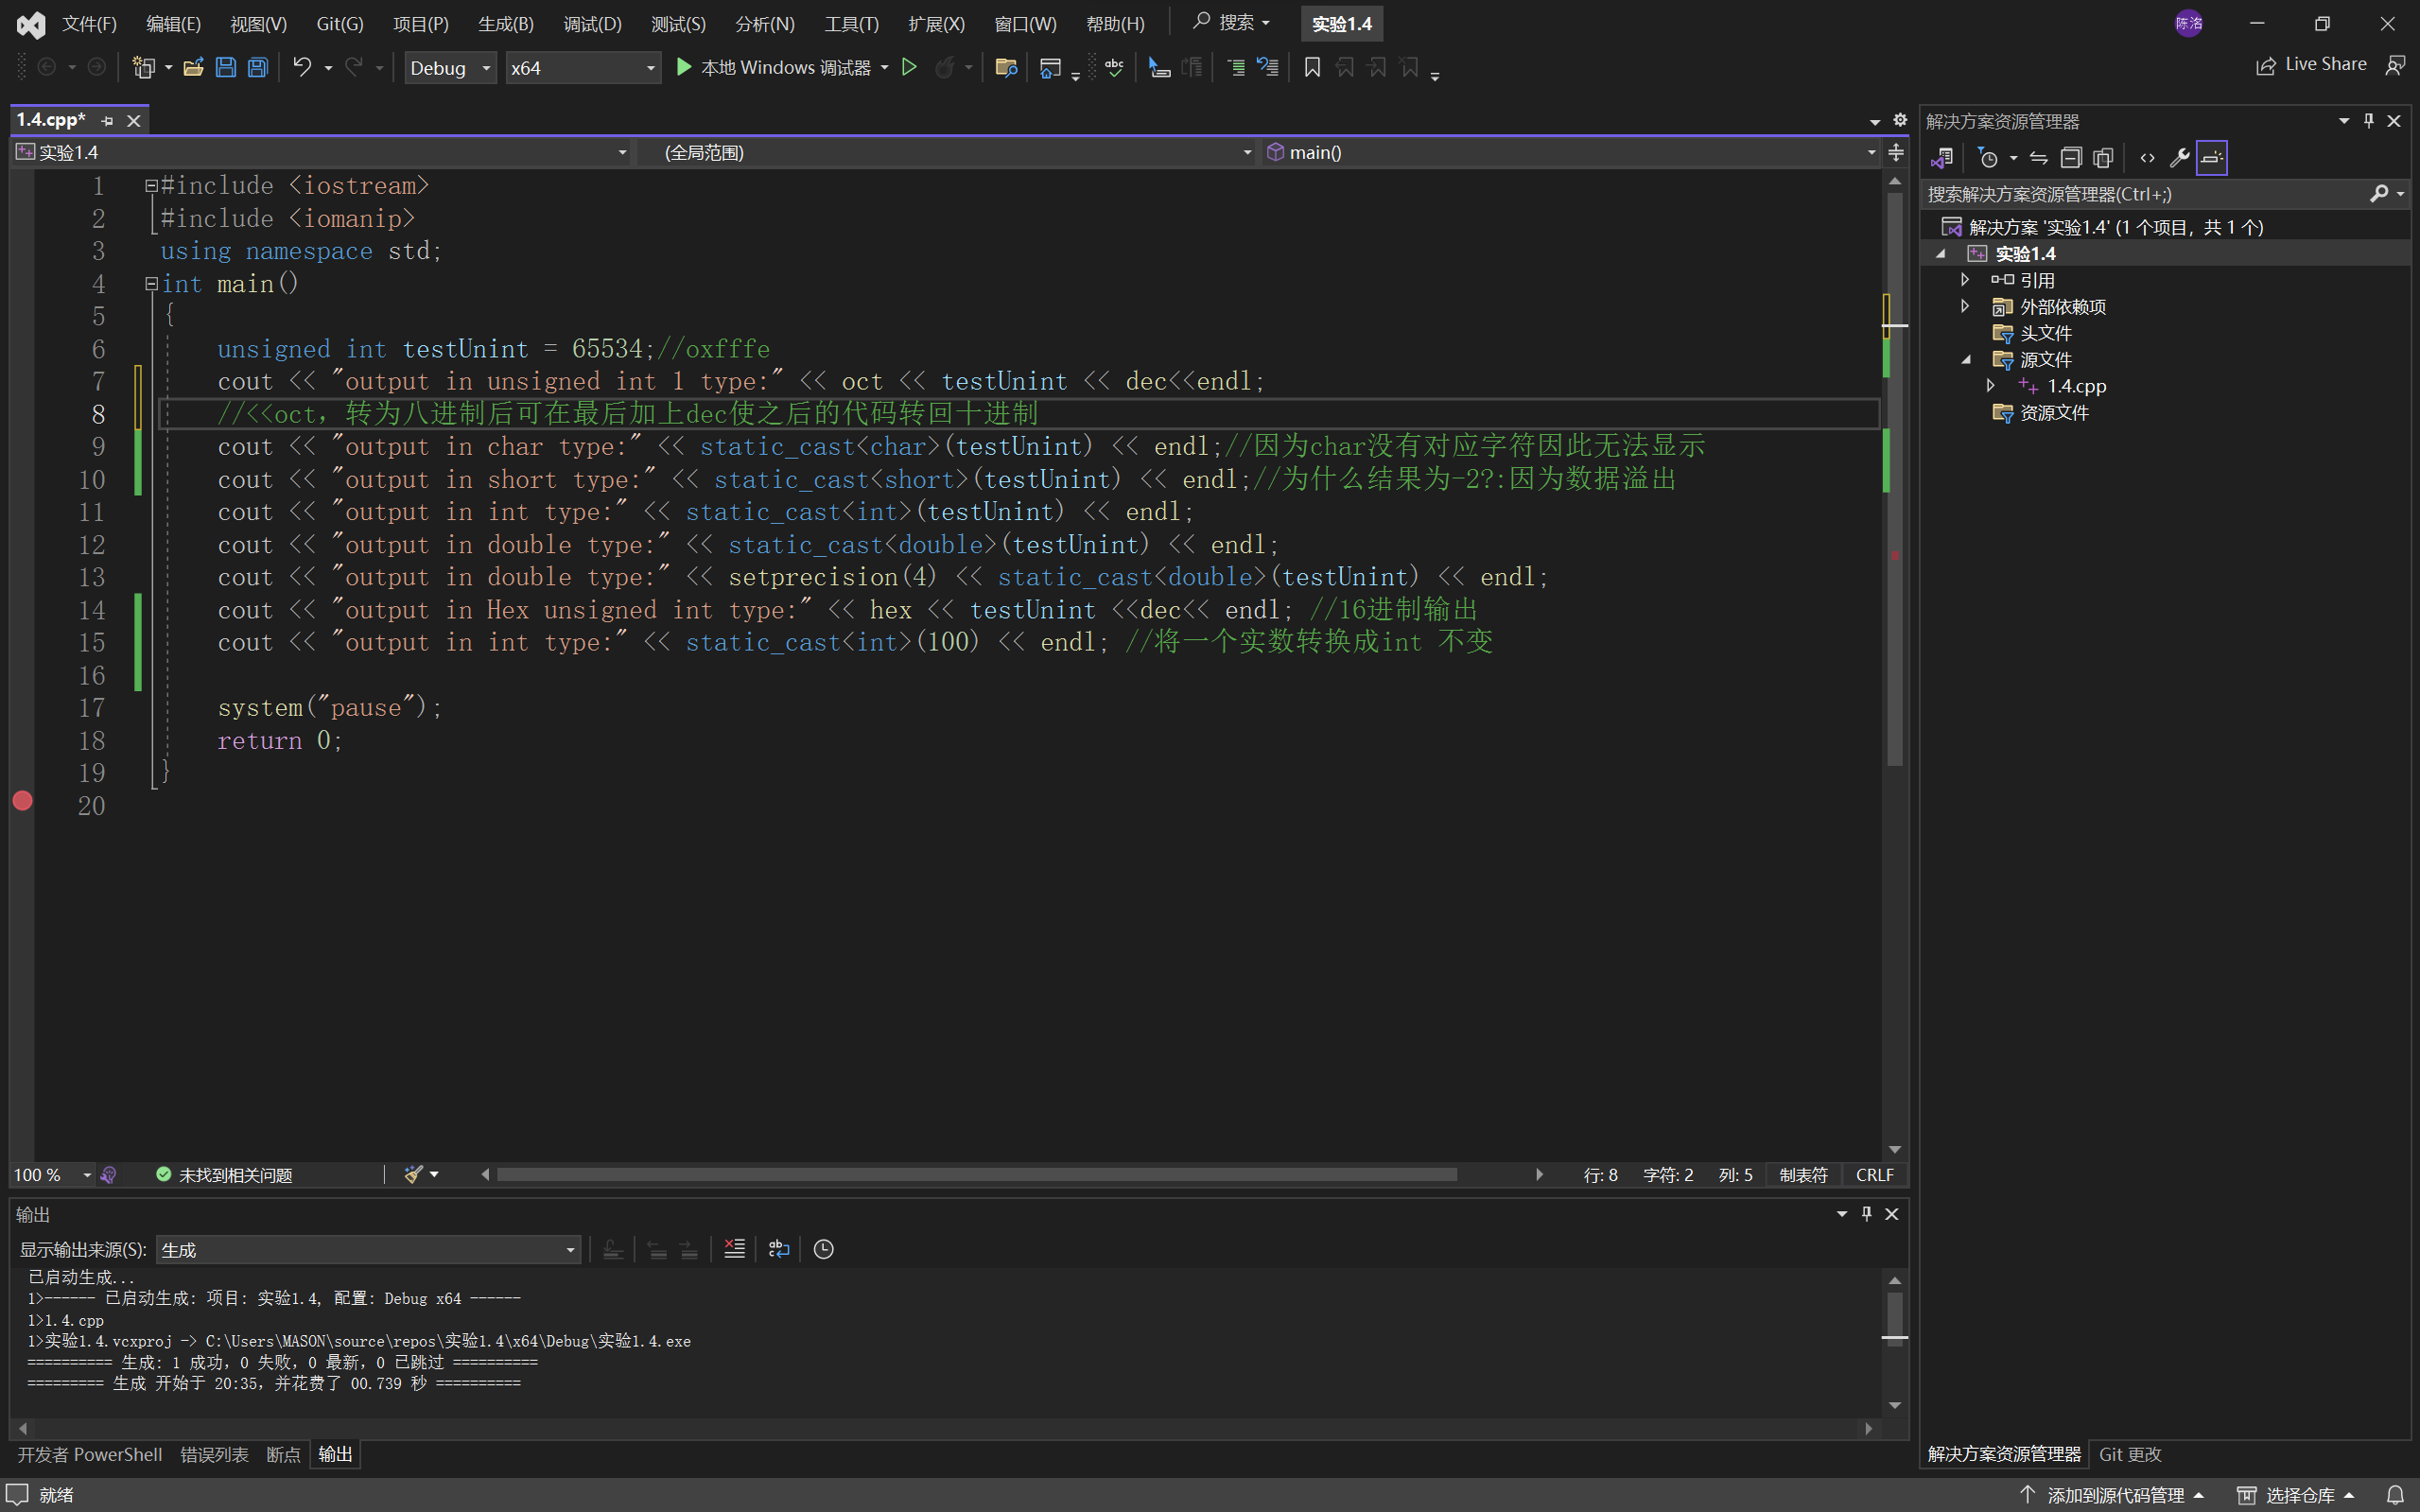 文件(F) 编辑(E) 视图(V) Git(G) 项目(P) 生成(B) 调试(D) 测试(S) 分析(N) 工具(T) 扩展(X) 窗口(W) 帮助(H) 搜索 实验1.4 陈洺
Debug x64 本地 Windows 调试器 Live Share
1.4.cpp*
实验1.4 (全局范围) main()
1 #include <iostream>
2 #include <iomanip>
3 using namespace std;
4 int main()
5 {
6 unsigned int testUnint = 65534;//oxfffe
7 cout << "output in unsigned int 1 type:" << oct << testUnint << dec<<endl;
8 //<<oct，转为八进制后可在最后加上dec使之后的代码转回十进制
9 cout << "output in char type:" << static_cast<char>(testUnint) << endl;//因为char没有对应字符因此无法显示
10 cout << "output in short type:" << static_cast<short>(testUnint) << endl;//为什么结果为-2?:因为数据溢出
11 cout << "output in int type:" << static_cast<int>(testUnint) << endl;
12 cout << "output in double type:" << static_cast<double>(testUnint) << endl;
13 cout << "output in double type:" << setprecision(4) << static_cast<double>(testUnint) << endl;
14 cout << "output in Hex unsigned int type:" << hex << testUnint <<dec<< endl; //16进制输出
15 cout << "output in int type:" << static_cast<int>(100) << endl; //将一个实数转换成int 不变
16
17 system("pause");
18 return 0;
19 }
20
100 % 未找到相关问题 行: 8 字符: 2 列: 5 制表符 CRLF
输出
显示输出来源(S): 生成
已启动生成...
1>------ 已启动生成: 项目: 实验1.4, 配置: Debug x64 ------
1>1.4.cpp
1>实验1.4.vcxproj -> C:\Users\MASON\source\repos\实验1.4\x64\Debug\实验1.4.exe
========== 生成: 1 成功，0 失败，0 最新，0 已跳过 ==========
========= 生成 开始于 20:35，并花费了 00.739 秒 ==========
开发者 PowerShell 错误列表 断点 输出
解决方案资源管理器
搜索解决方案资源管理器(Ctrl+;)
解决方案 '实验1.4' (1 个项目，共 1 个)
实验1.4
引用
外部依赖项
头文件
源文件
1.4.cpp
资源文件
解决方案资源管理器 Git 更改
就绪 添加到源代码管理 选择仓库